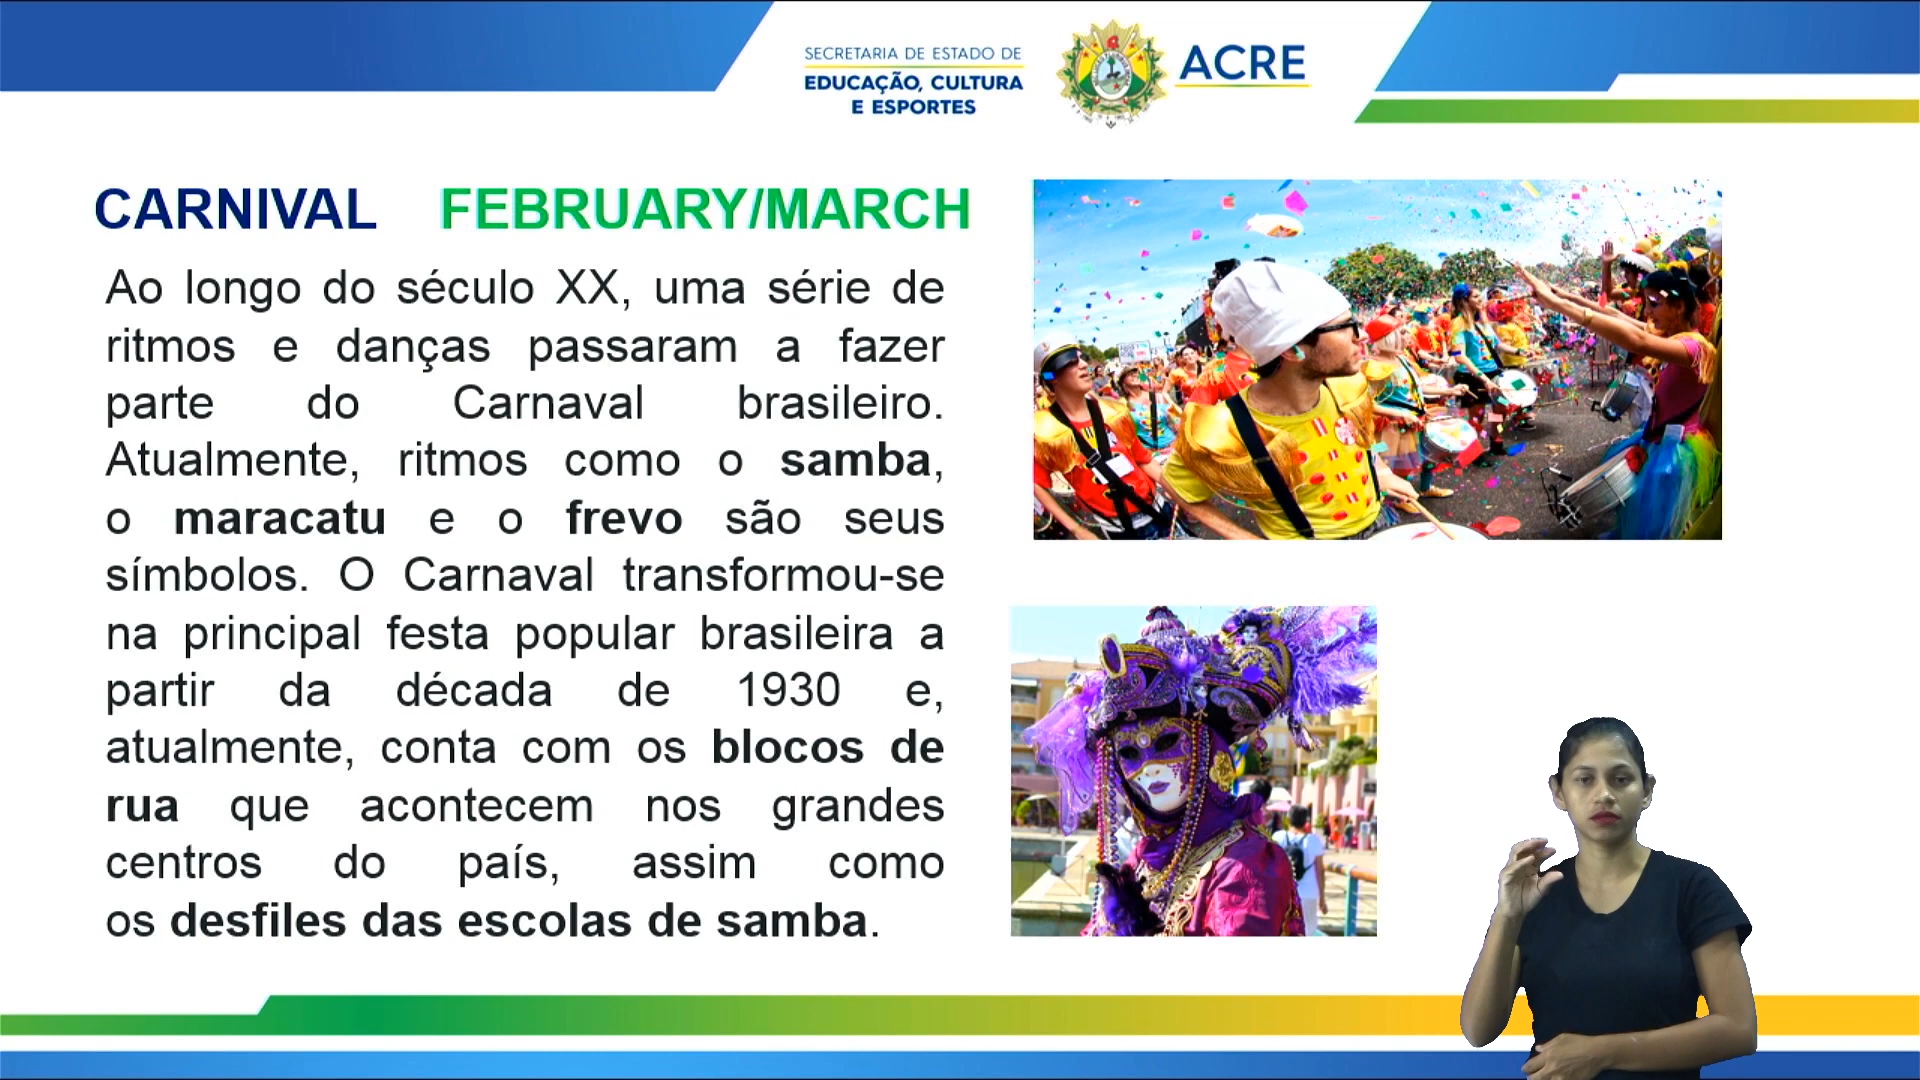 SECRETARIA DE ESTADO DE
EDUCAÇÃO, CULTURA
E ESPORTES
ACRE
CARNIVAL FEBRUARY/MARCH
Ao longo do século XX, uma série de
ritmos e danças passaram a fazer
parte do Carnaval brasileiro.
Atualmente, ritmos como o samba,
o maracatu e o frevo são seus
símbolos. O Carnaval transformou-se
na principal festa popular brasileira a
partir da década de 1930 e,
atualmente, conta com os blocos de
rua que acontecem nos grandes
centros do país, assim como
os desfiles das escolas de samba.